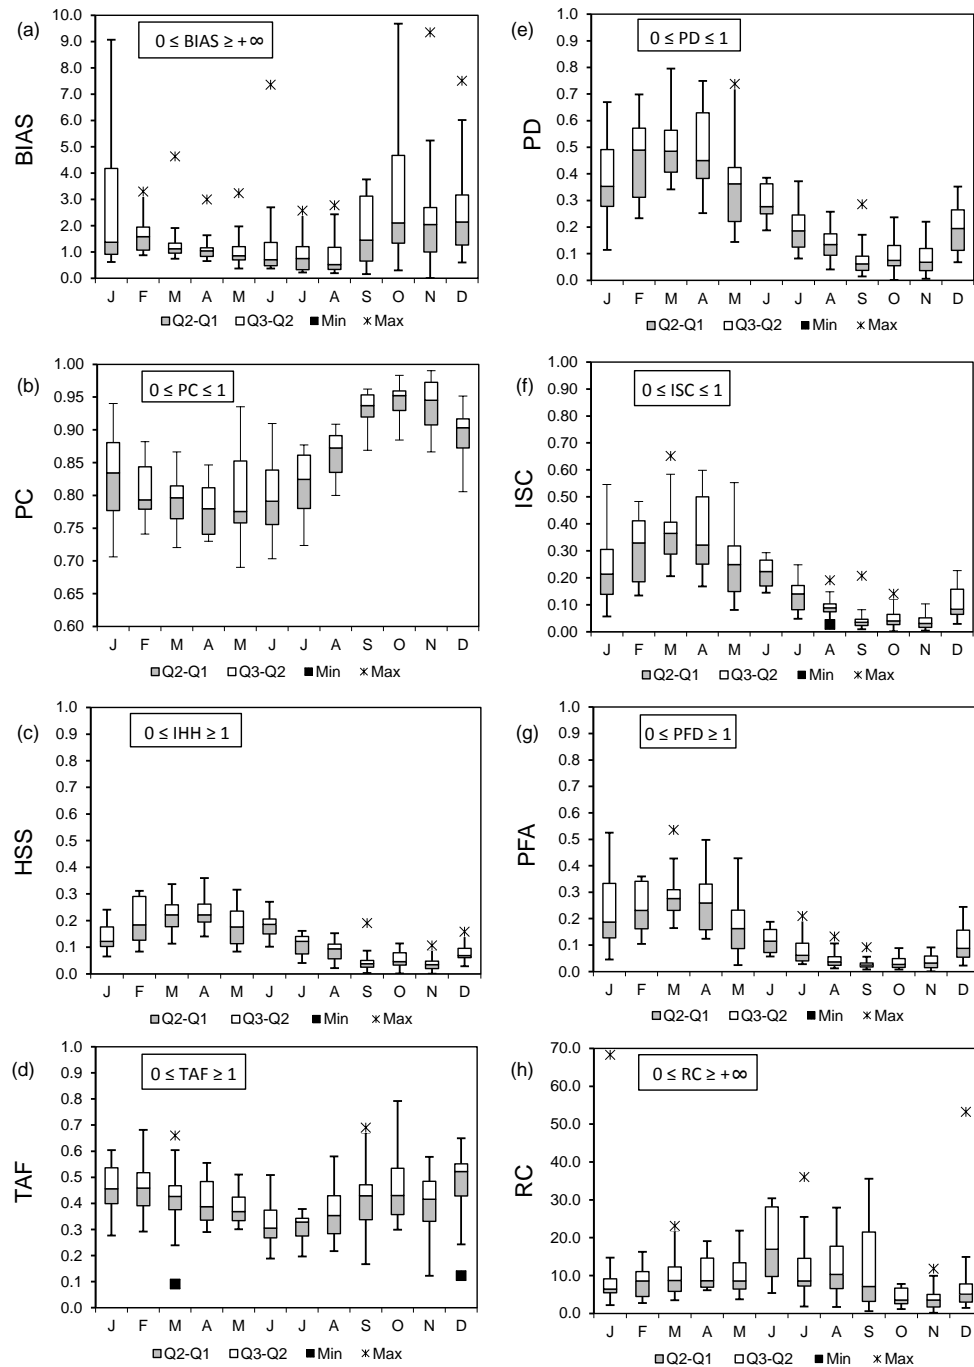 (a)
10.0
9.0
8.0
7.0
6.0
5.0
4.0
3.0
2.0
1.0
0.0
BIAS
0 ≤ BIAS ≥ +∞
J F M A M J J A S O N D
Q2-Q1 Q3-Q2 Min Max
(e)
1.0
0.9
0.8
0.7
0.6
0.5
0.4
0.3
0.2
0.1
0.0
PD
0 ≤ PD ≤ 1
J F M A M J J A S O N D
Q2-Q1 Q3-Q2 Min Max
(b)
1.00
0.95
0.90
0.85
0.80
0.75
0.70
0.65
0.60
PC
0 ≤ PC ≤ 1
J F M A M J J A S O N D
Q2-Q1 Q3-Q2 Min Max
(f)
1.00
0.90
0.80
0.70
0.60
0.50
0.40
0.30
0.20
0.10
0.00
ISC
0 ≤ ISC ≤ 1
J F M A M J J A S O N D
Q2-Q1 Q3-Q2 Min Max
(c)
1.0
0.9
0.8
0.7
0.6
0.5
0.4
0.3
0.2
0.1
0.0
HSS
0 ≤ IHH ≥ 1
J F M A M J J A S O N D
Q2-Q1 Q3-Q2 Min Max
(g)
1.0
0.9
0.8
0.7
0.6
0.5
0.4
0.3
0.2
0.1
0.0
PFA
0 ≤ PFD ≥ 1
J F M A M J J A S O N D
Q2-Q1 Q3-Q2 Min Max
(d)
1.0
0.9
0.8
0.7
0.6
0.5
0.4
0.3
0.2
0.1
0.0
TAF
0 ≤ TAF ≥ 1
J F M A M J J A S O N D
Q2-Q1 Q3-Q2 Min Max
(h)
70.0
60.0
50.0
40.0
30.0
20.0
10.0
0.0
RC
0 ≤ RC ≥ +∞
J F M A M J J A S O N D
Q2-Q1 Q3-Q2 Min Max